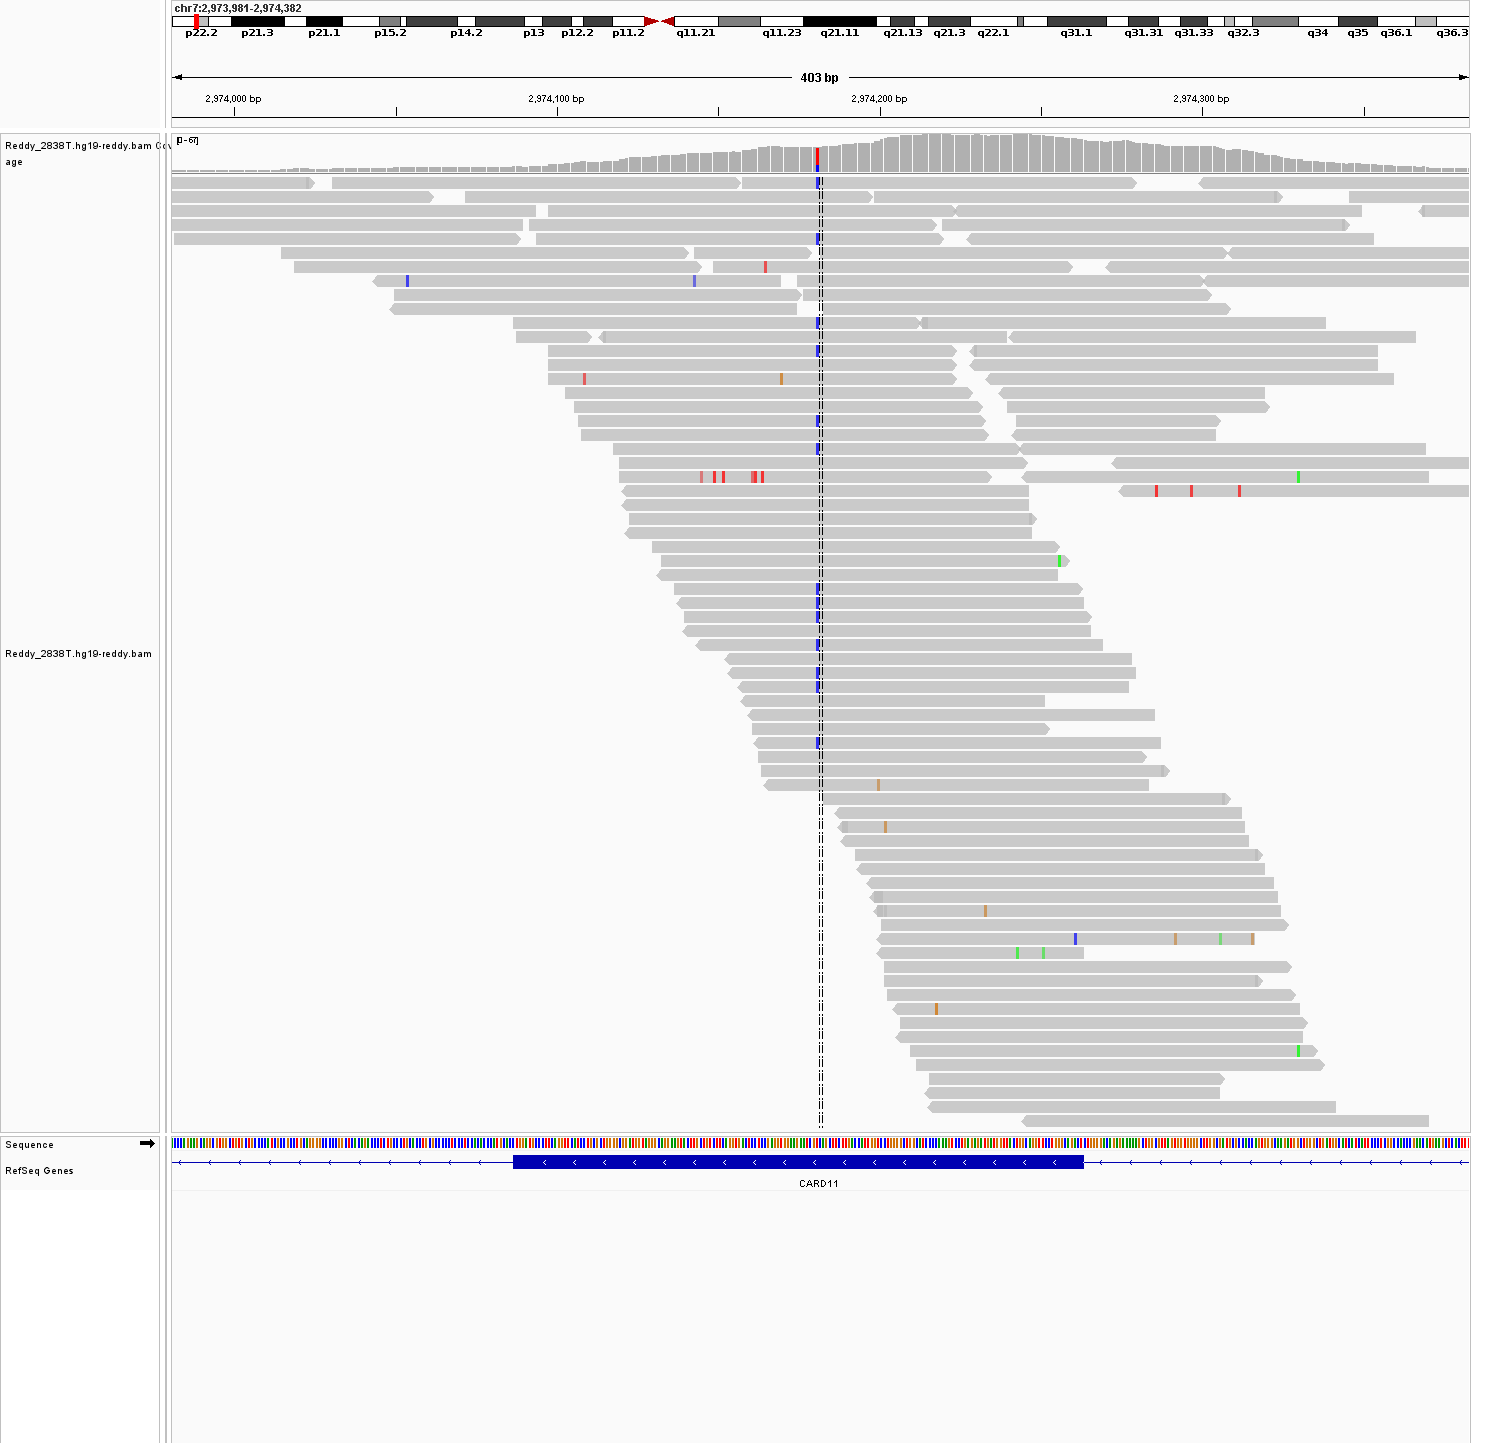 chr7:2,973,981-2,974,382
p22.2 p21.3 p21.1 p15.2 p14.2 p13 p12.2 p11.2 q11.21 q11.23 q21.11 q21.13 q21.3 q22.1 q31.1 q31.31 q31.33 q32.3 q34 q35 q36.1 q36.3
403 bp
2,974,000 bp 2,974,100 bp 2,974,200 bp 2,974,300 bp
[0 - 67]
Reddy_2838T.hg19-reddy.bam Cov
age
Reddy_2838T.hg19-reddy.bam
Sequence
RefSeq Genes
CARD11